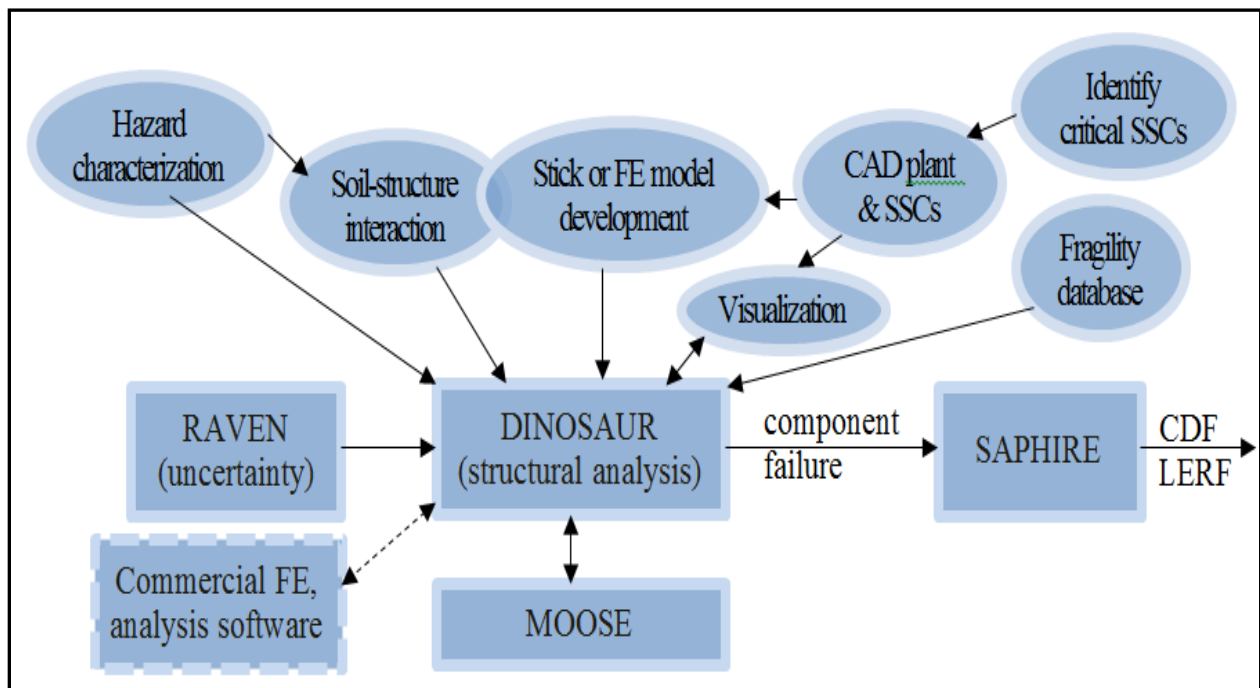 Hazard
characterization
Soil-structure
interaction
Stick or FE model
development
CAD plant
& SSCs
Identify
critical SSCs
Visualization
Fragility
database
RAVEN
(uncertainty)
DINOSAUR
(structural analysis)
component
failure
SAPHIRE
CDF
LERF
Commercial FE,
analysis software
MOOSE